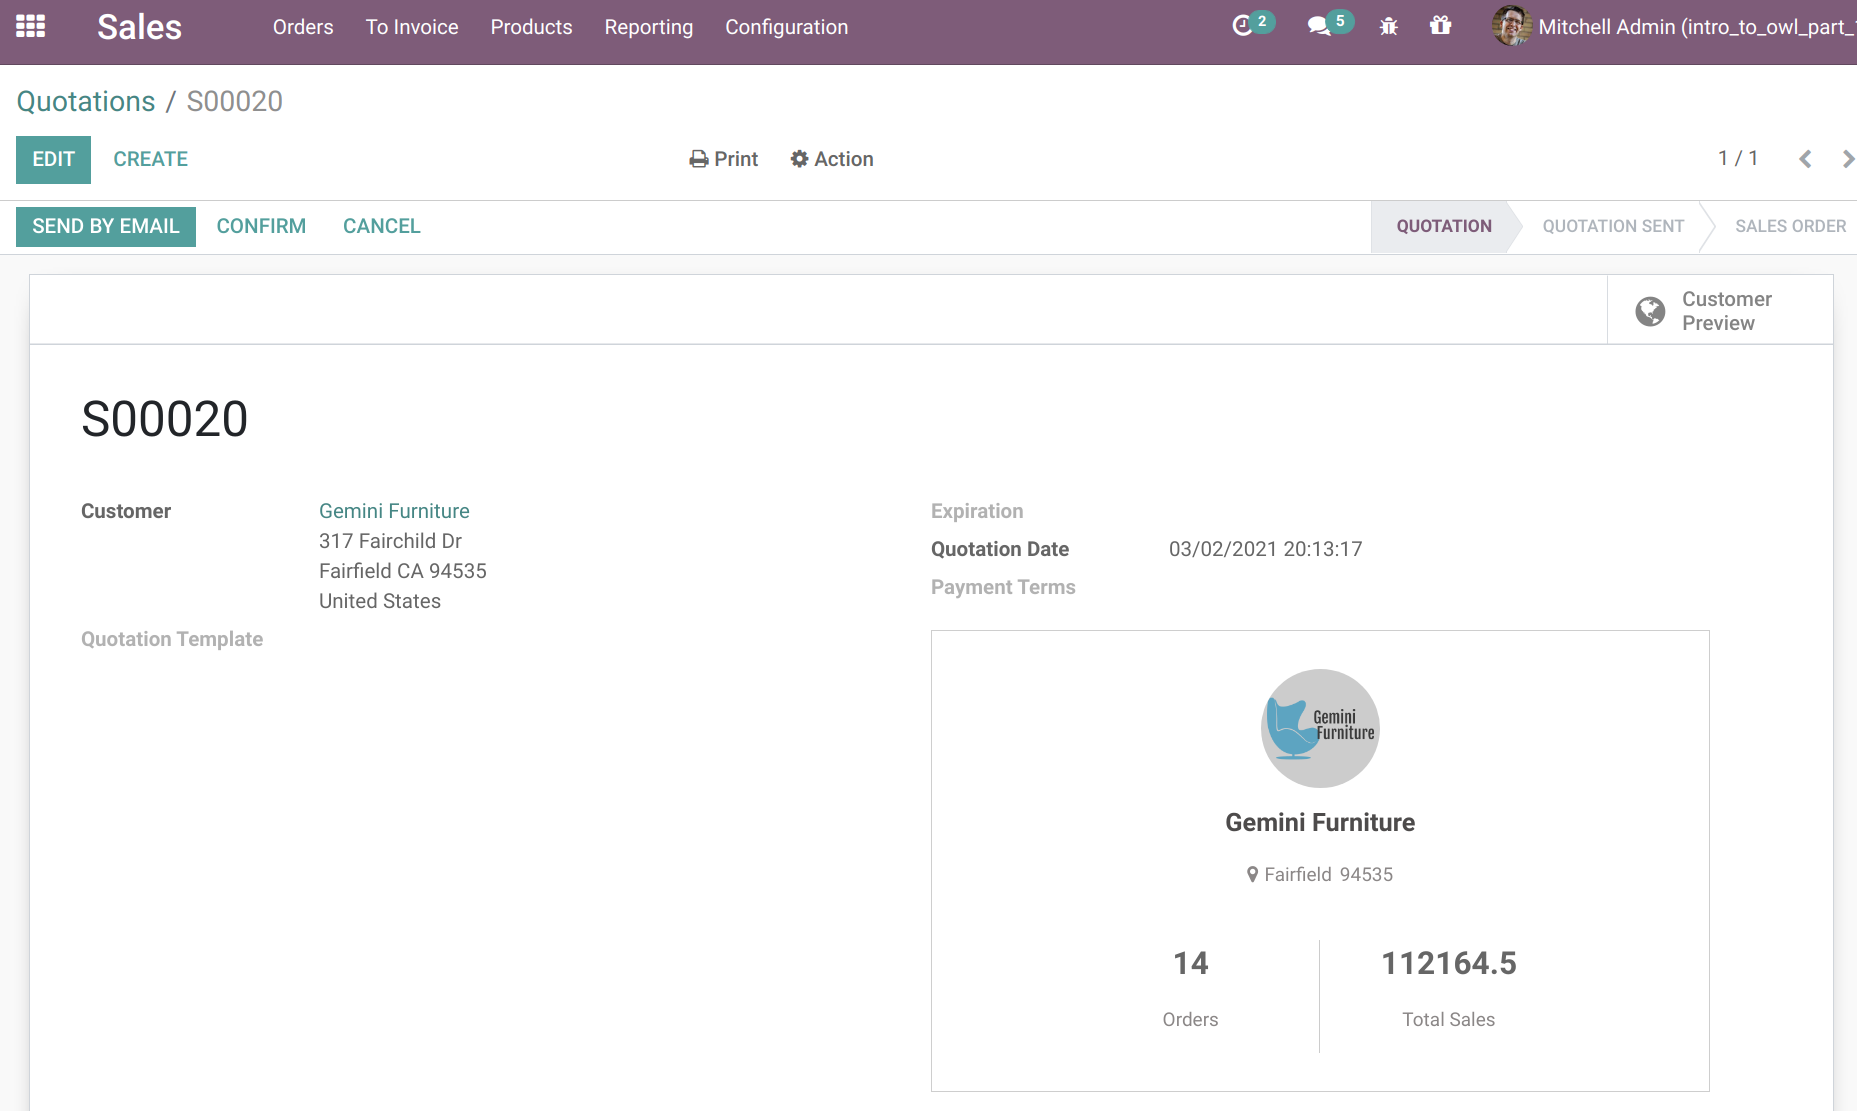 Sales Orders To Invoice Products Reporting Configuration 2 5 Mitchell Admin (intro_to_owl_part_
Quotations / S00020
EDIT CREATE Print Action 1 / 1
SEND BY EMAIL CONFIRM CANCEL QUOTATION QUOTATION SENT SALES ORDER
Customer
Preview
S00020
Customer Gemini Furniture
317 Fairchild Dr
Fairfield CA 94535
United States
Quotation Template
Expiration
Quotation Date 03/02/2021 20:13:17
Payment Terms
Gemini
Furniture
Gemini Furniture
Fairfield 94535
14 112164.5
Orders Total Sales